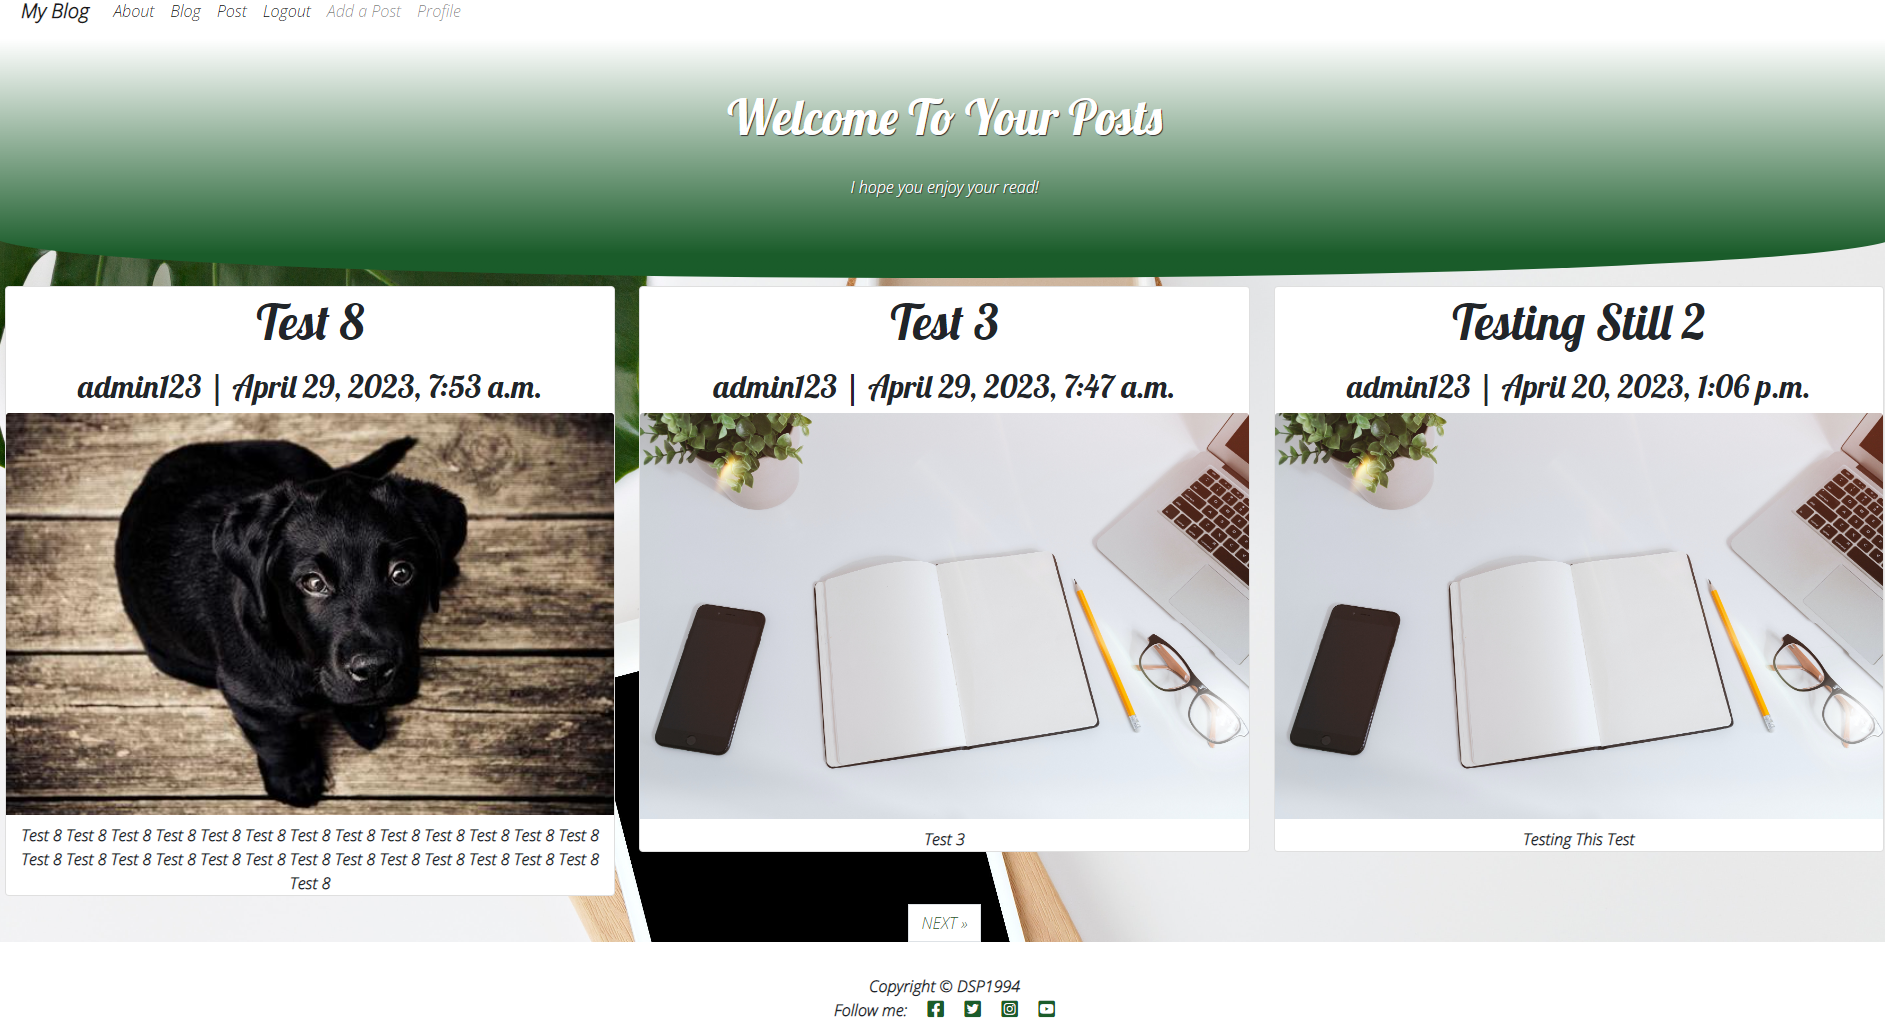 My Blog About Blog Post Logout Add a Post Profile
Welcome To Your Posts
I hope you enjoy your read!
Test 8
admin123 | April 29, 2023, 7:53 a.m.
Test 8 Test 8 Test 8 Test 8 Test 8 Test 8 Test 8 Test 8 Test 8 Test 8 Test 8 Test 8 Test 8
Test 8 Test 8 Test 8 Test 8 Test 8 Test 8 Test 8 Test 8 Test 8 Test 8 Test 8 Test 8 Test 8
Test 8
Test 3
admin123 | April 29, 2023, 7:47 a.m.
Test 3
Testing Still 2
admin123 | April 20, 2023, 1:06 p.m.
Testing This Test
NEXT »
Copyright © DSP1994
Follow me: